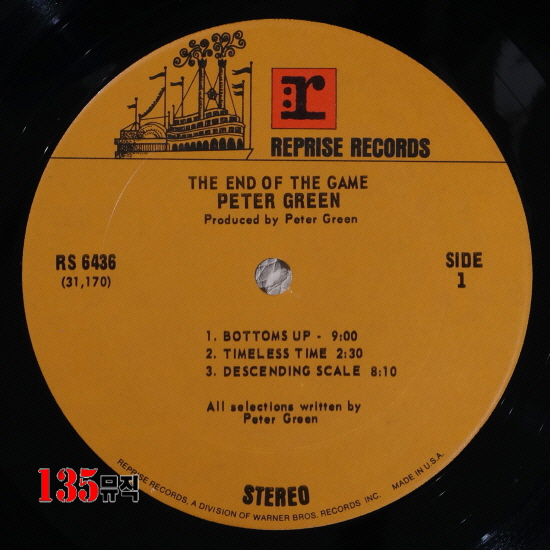 r
REPRISE RECORDS
THE END OF THE GAME
PETER GREEN
Produced by Peter Green
RS 6436
(31,170)
SIDE
1
1. BOTTOMS UP - 9:00
2. TIMELESS TIME 2:30
3. DESCENDING SCALE 8:10
All selections written by
Peter Green
STEREO
REPRISE RECORDS, A DIVISION OF WARNER BROS. RECORDS INC. MADE IN U.S.A.
135뮤직